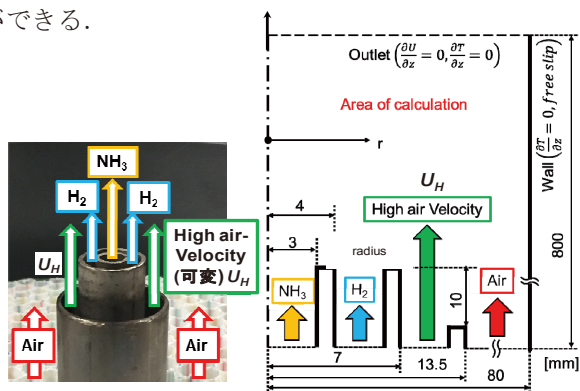 ができる.
NH3
H2
H2
UH
High air-
Velocity
(可変) UH
Air
Air
Outlet (∂U/∂z = 0, ∂T/∂z = 0)
Area of calculation
r
UH
High air Velocity
4
3
radius
NH3
H2
Air
10
7
13.5
80
[mm]
800
Wall (∂T/∂z = 0, free slip)